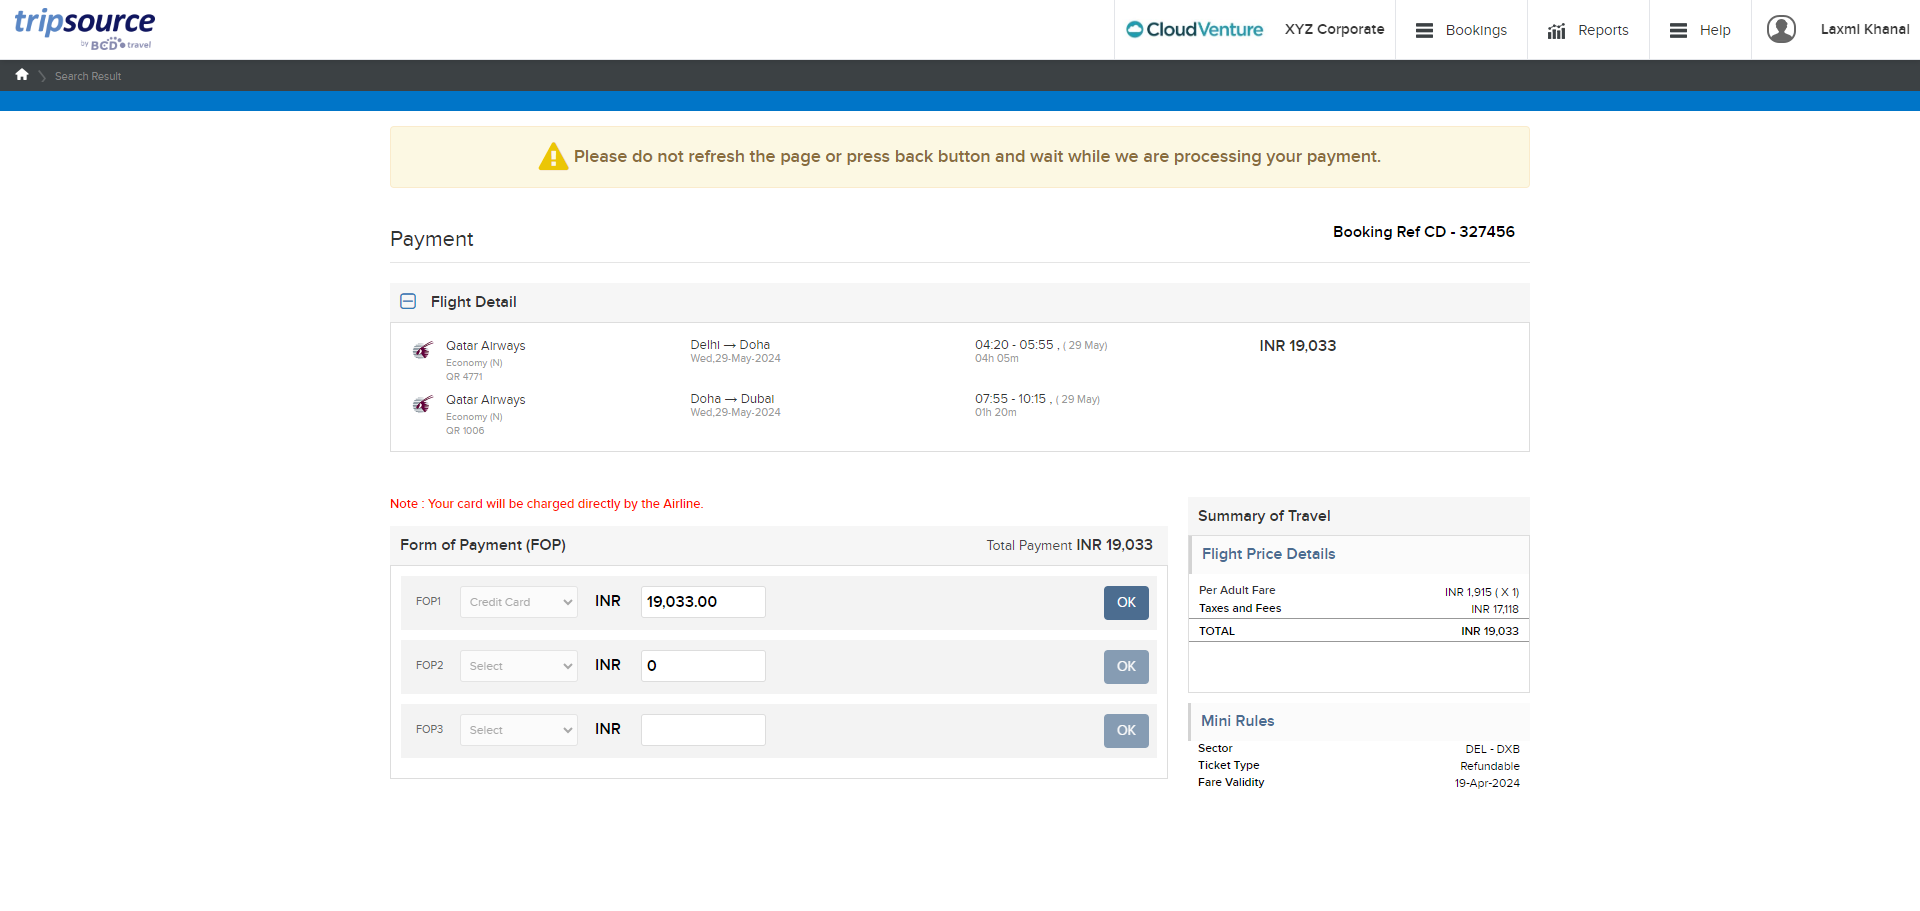 tripsource
by BCD travel
CloudVenture
XYZ Corporate
Bookings
Reports
Help
Laxmi Khanal
Search Result
Please do not refresh the page or press back button and wait while we are processing your payment.
Payment
Booking Ref CD - 327456
Flight Detail
Qatar Airways
Economy (N)
QR 4771
Delhi → Doha
Wed,29-May-2024
04:20 - 05:55 , ( 29 May)
04h 05m
INR 19,033
Qatar Airways
Economy (N)
QR 1006
Doha → Dubai
Wed,29-May-2024
07:55 - 10:15 , ( 29 May)
01h 20m
Note : Your card will be charged directly by the Airline.
Form of Payment (FOP)
Total Payment INR 19,033
FOP1 Credit Card INR 19,033.00 OK
FOP2 Select INR 0 OK
FOP3 Select INR OK
Summary of Travel
Flight Price Details
Per Adult Fare INR 1,915 ( X 1)
Taxes and Fees INR 17,118
TOTAL INR 19,033
Mini Rules
Sector DEL - DXB
Ticket Type Refundable
Fare Validity 19-Apr-2024